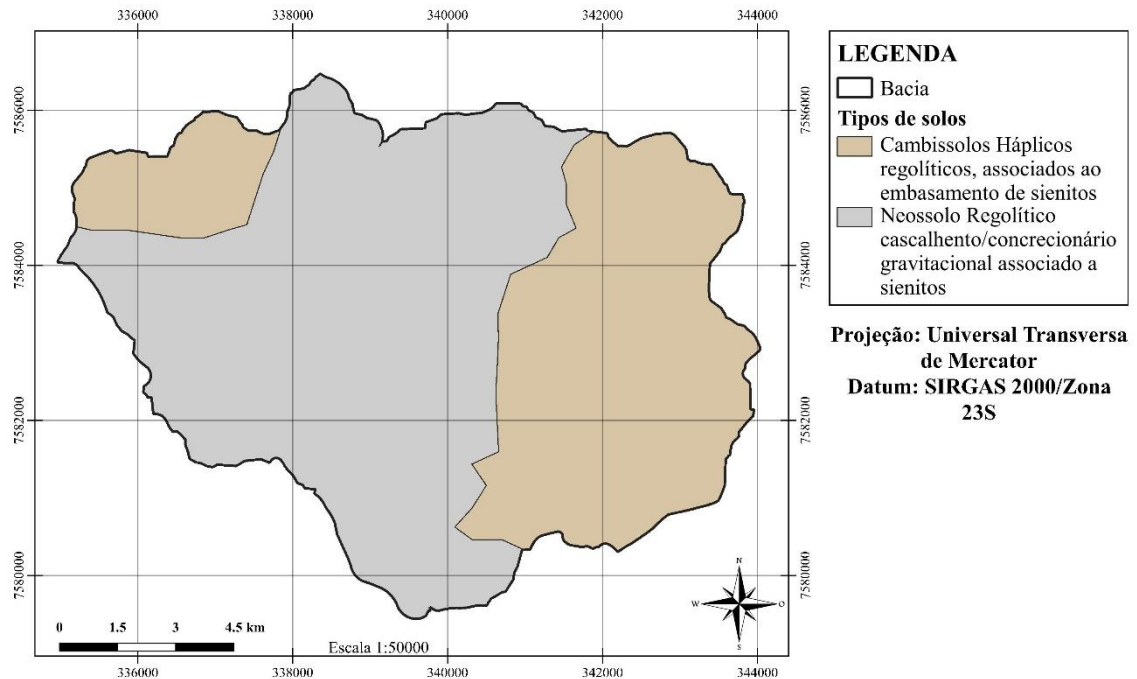 336000 338000 340000 342000 344000
LEGENDA
Bacia
Tipos de solos
Cambissolos Háplicos
regolíticos, associados ao
embasamento de sienitos
Neossolo Regolítico
cascalhento/concrecionário
gravitacional associado a
sienitos
Projeção: Universal Transversa
de Mercator
Datum: SIRGAS 2000/Zona
23S
7586000 7586000
7584000 7584000
7582000 7582000
7580000 7580000
N
W O
S
0 1.5 3 4.5 km
Escala 1:50000
336000 338000 340000 342000 344000